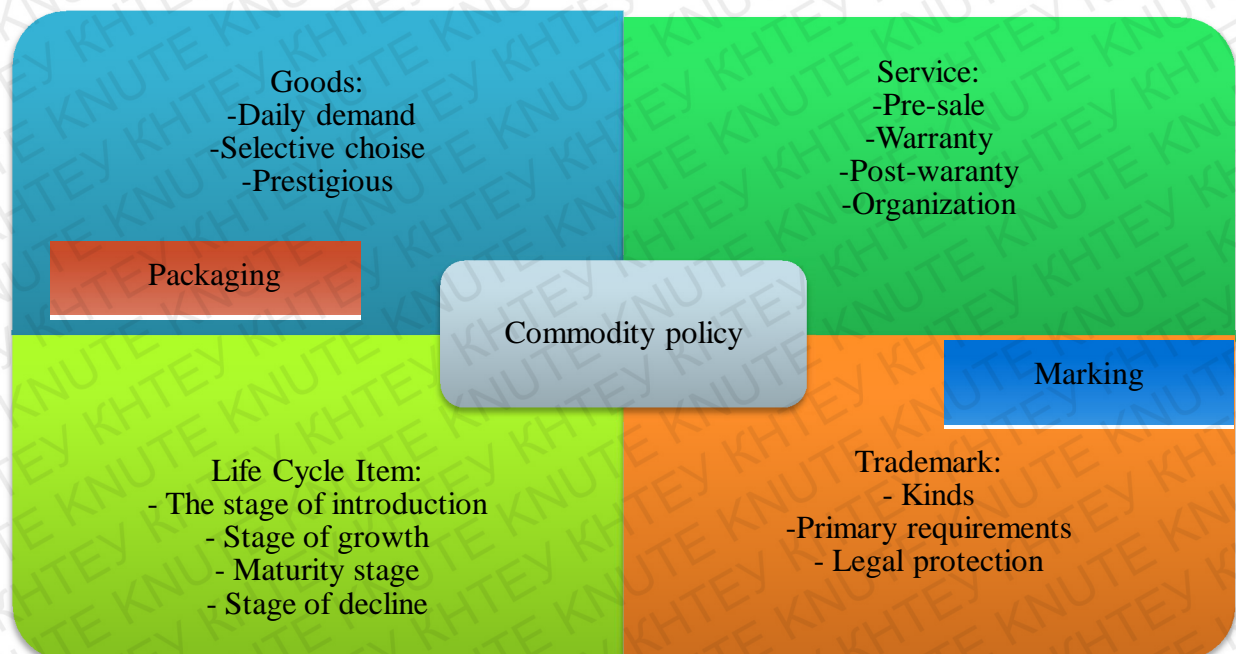 Goods:
-Daily demand
-Selective choise
-Prestigious
Packaging
Service:
-Pre-sale
-Warranty
-Post-waranty
-Organization
Commodity policy
Marking
Life Cycle Item:
- The stage of introduction
- Stage of growth
- Maturity stage
- Stage of decline
Trademark:
- Kinds
-Primary requirements
- Legal protection
КНТЕУ KNUTE